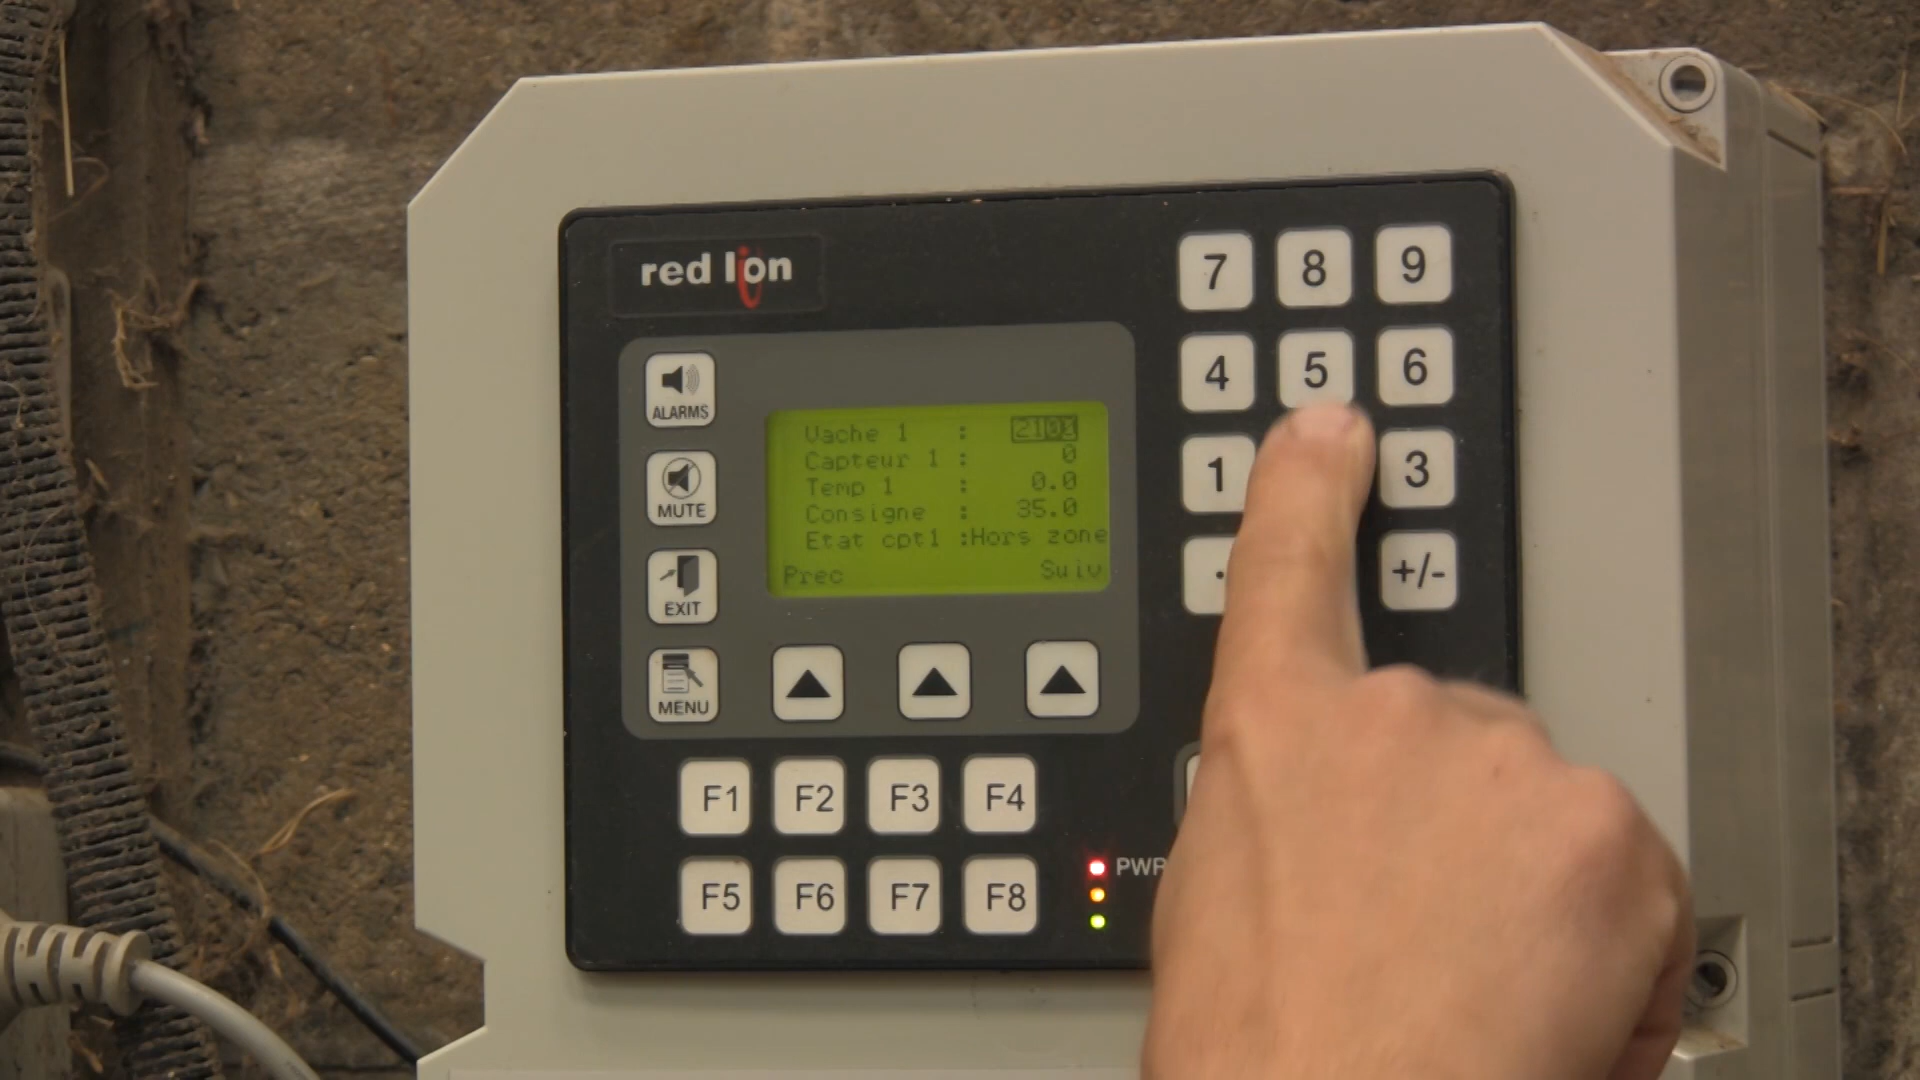 red lion
7 8 9
ALARMS
4 5 6
Vache 1 : 2100
Capteur 1 : 0
Temp 1 : 0.0
Consigne : 35.0
Etat cpt1 :Hors zone
Prec Suiv
MUTE
1 3
EXIT
. +/-
MENU
F1 F2 F3 F4
PWR
F5 F6 F7 F8